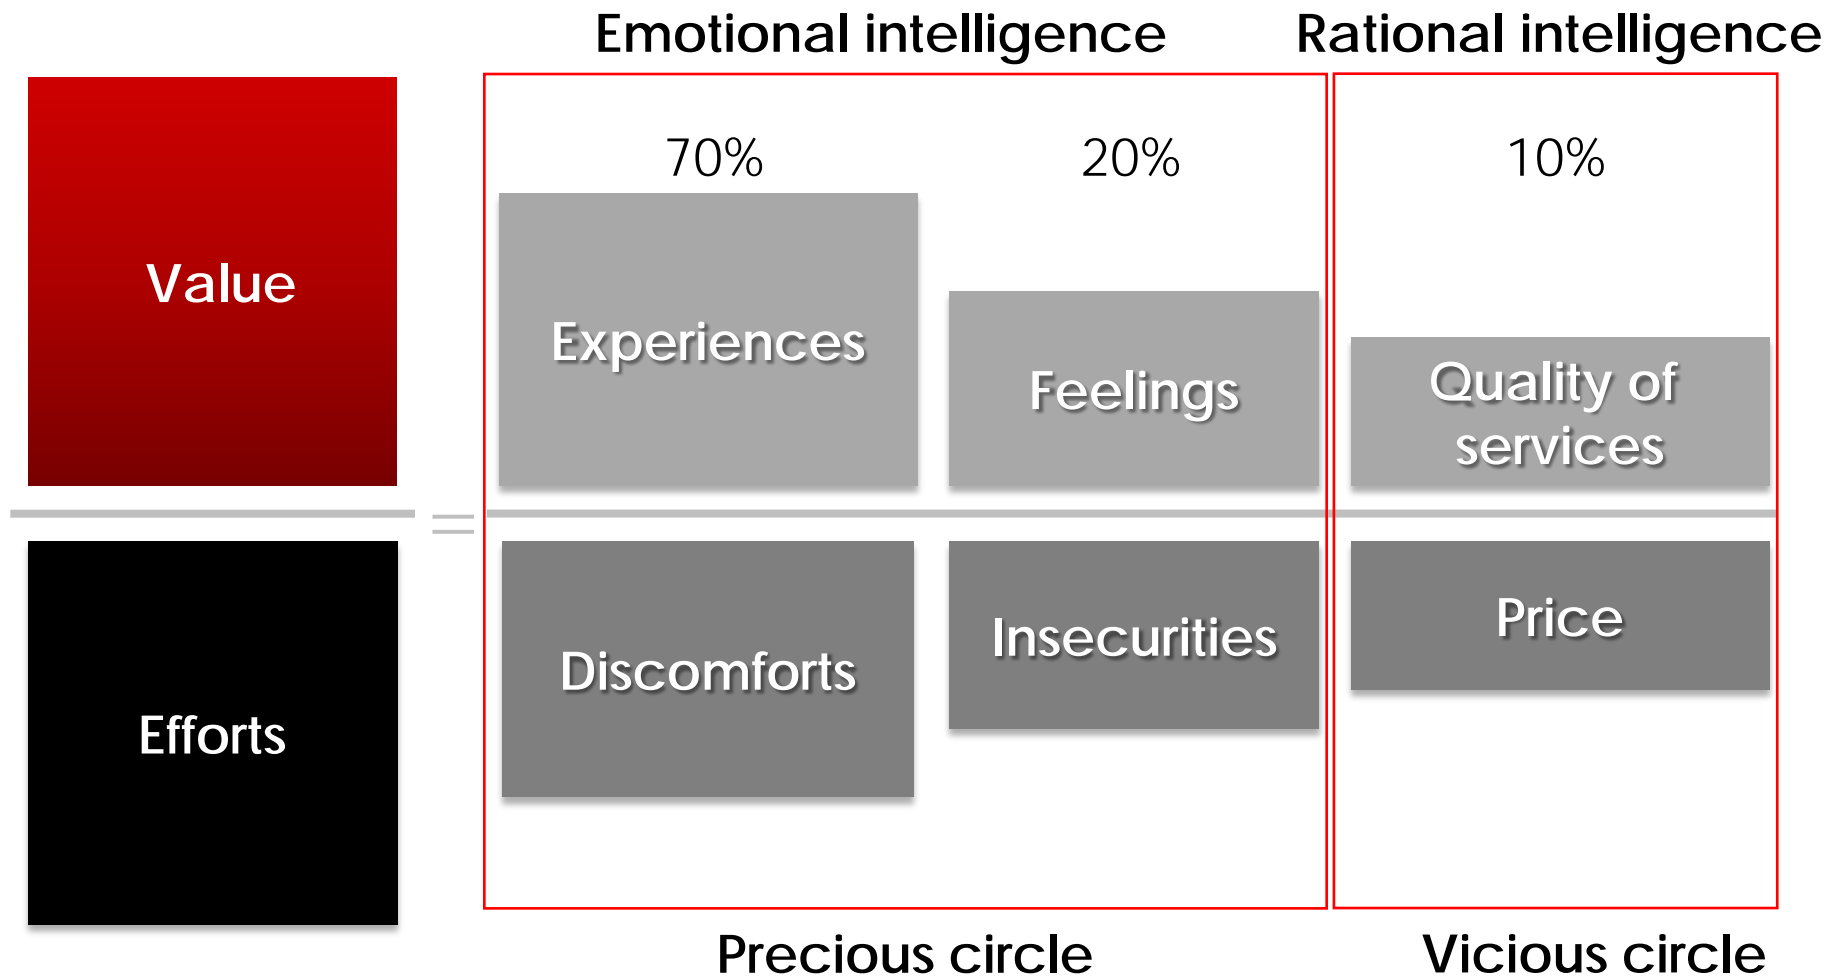 Emotional intelligence
Rational intelligence
70%
20%
10%
Value
Experiences
Feelings
Quality of
services
=
Efforts
Discomforts
Insecurities
Price
Precious circle
Vicious circle